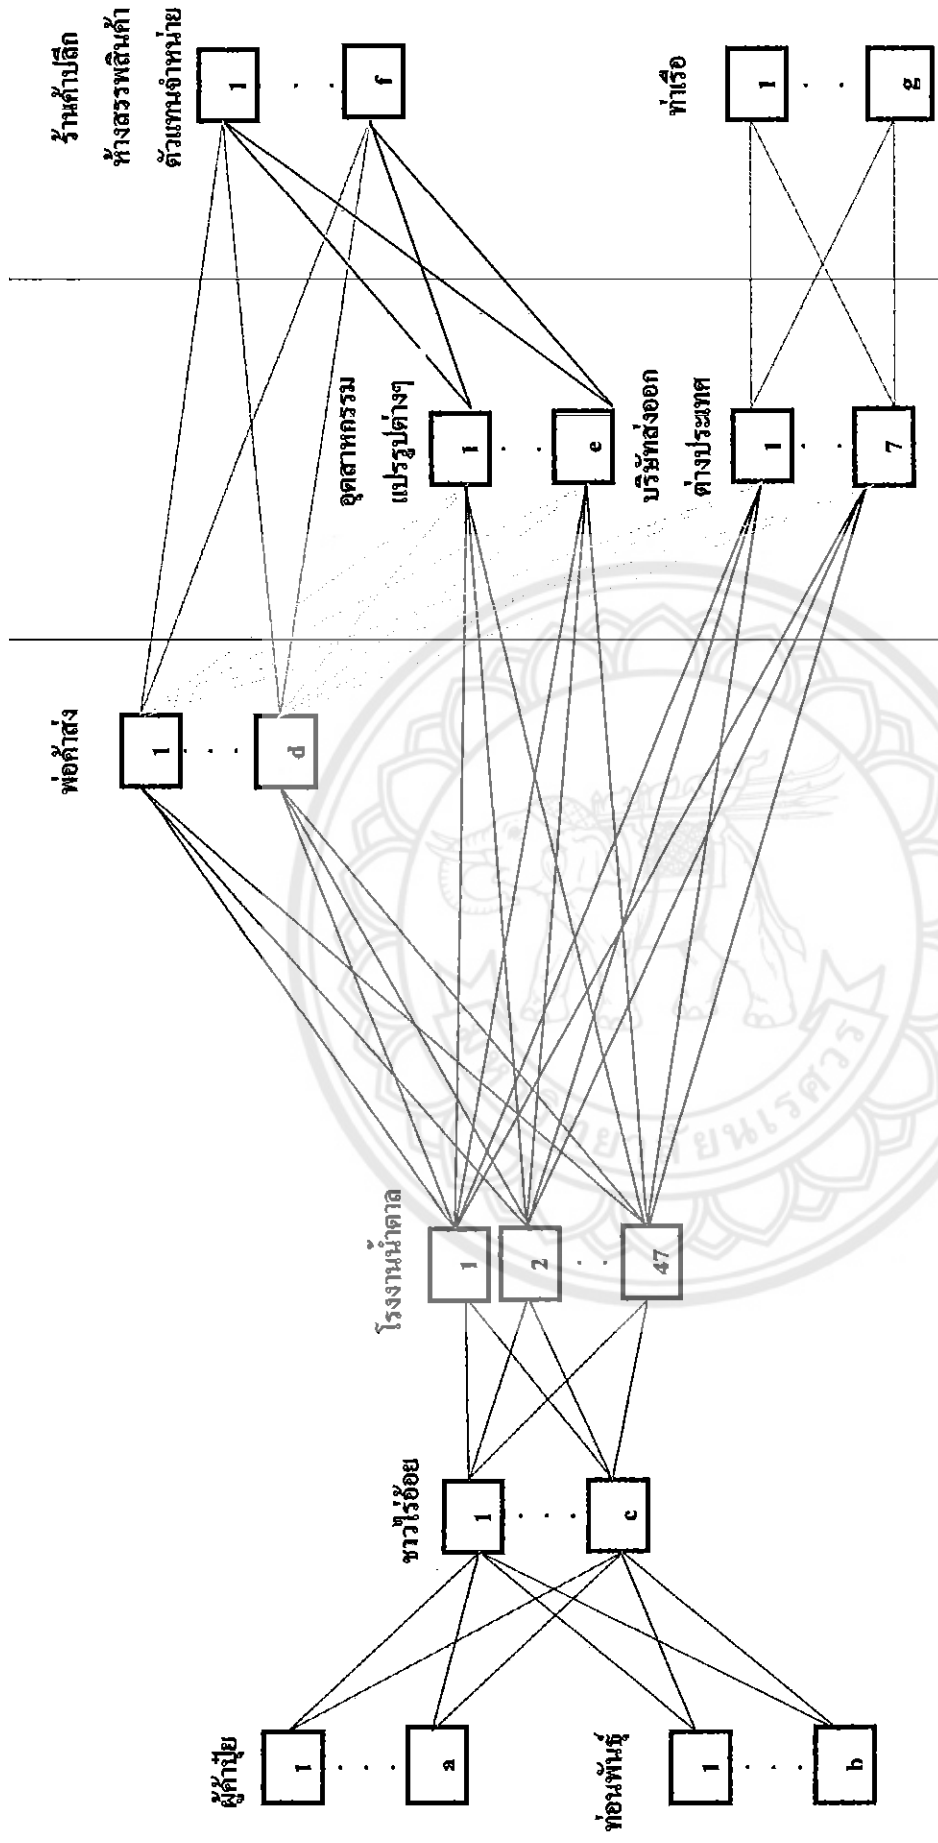 ผู้ค้าปุ๋ย
1
a
ท่อนพันธุ์
1
b
ชาวไร่อ้อย
1
c
โรงงานน้ำตาล
1
2
47
พ่อค้าส่ง
1
d
อุตสาหกรรม
แปรรูปต่างๆ
1
e
บริษัทส่งออก
ต่างประเทศ
1
7
ร้านค้าปลีก
ห้างสรรพสินค้า
ตัวแทนจำหน่าย
1
f
ท่าเรือ
1
g